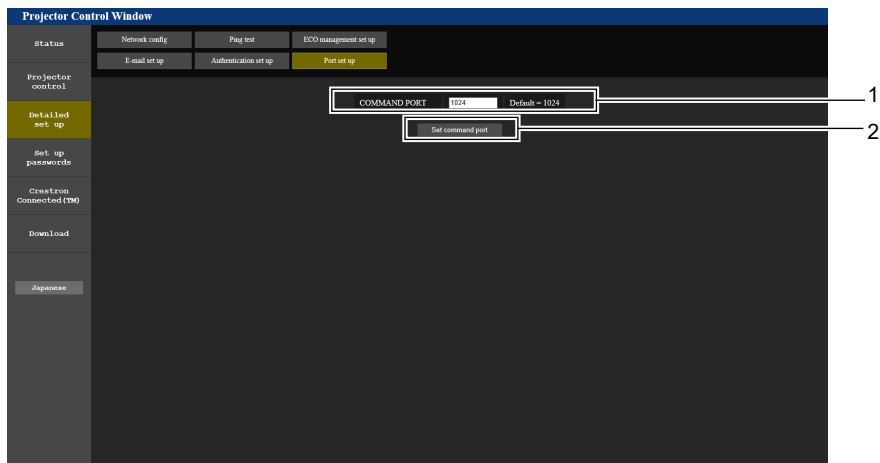 Projector Control Window
Status
Network config
Ping test
ECO management set up
E-mail set up
Authentication set up
Port set up
Projector
control
Detailed
set up
Set up
passwords
Crestron
Connected(TM)
Download
Japanese
COMMAND PORT 1024 Default = 1024
1
Set command port
2